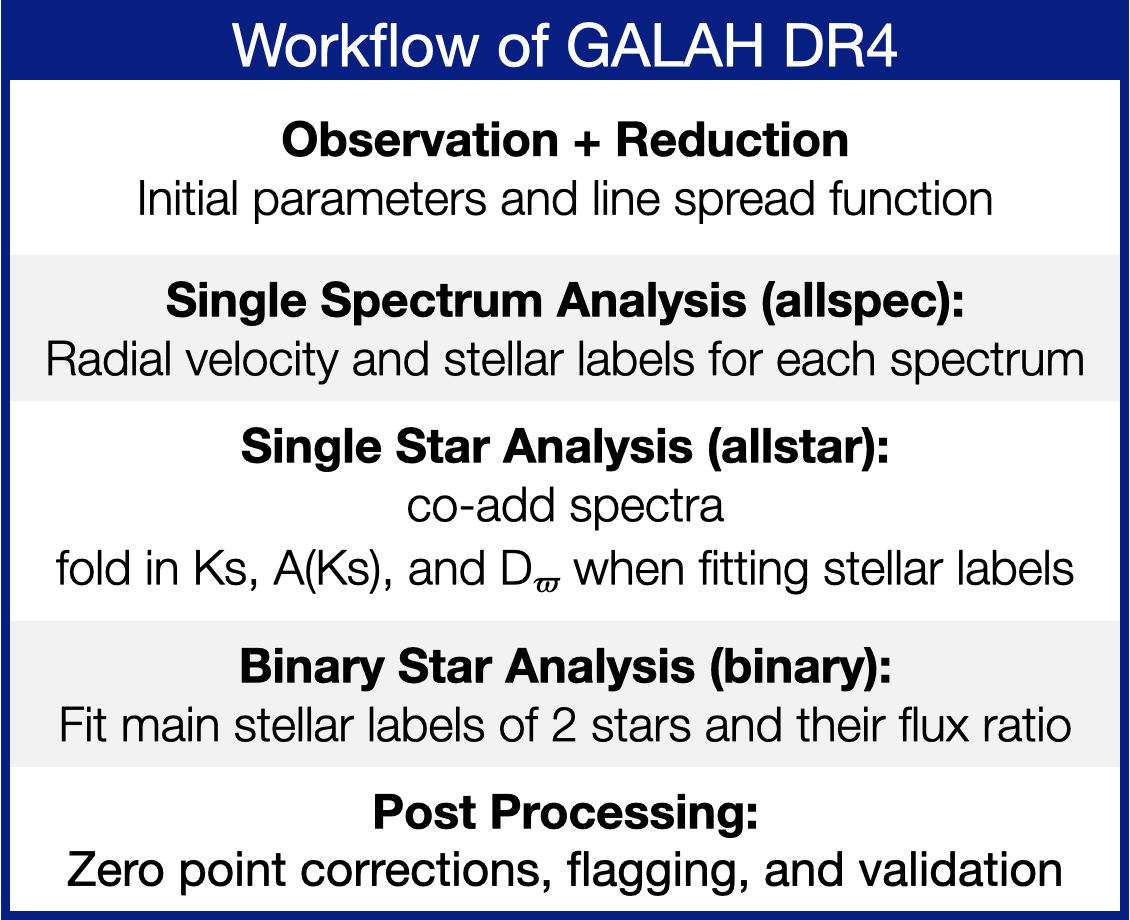 Workflow of GALAH DR4
Observation + Reduction
Initial parameters and line spread function
Single Spectrum Analysis (allspec):
Radial velocity and stellar labels for each spectrum
Single Star Analysis (allstar):
co-add spectra
fold in Ks, A(Ks), and Dϖ when fitting stellar labels
Binary Star Analysis (binary):
Fit main stellar labels of 2 stars and their flux ratio
Post Processing:
Zero point corrections, flagging, and validation